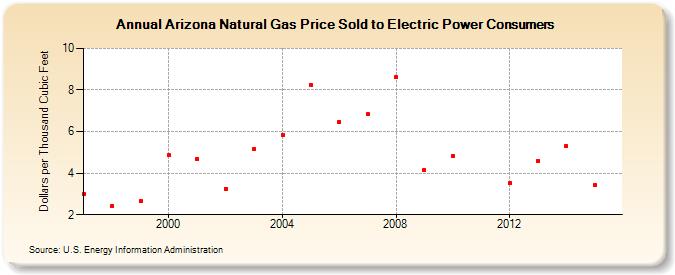 Annual Arizona Natural Gas Price Sold to Electric Power Consumers
Dollars per Thousand Cubic Feet
10
8
6
4
2
2000 2004 2008 2012
Source: U.S. Energy Information Administration